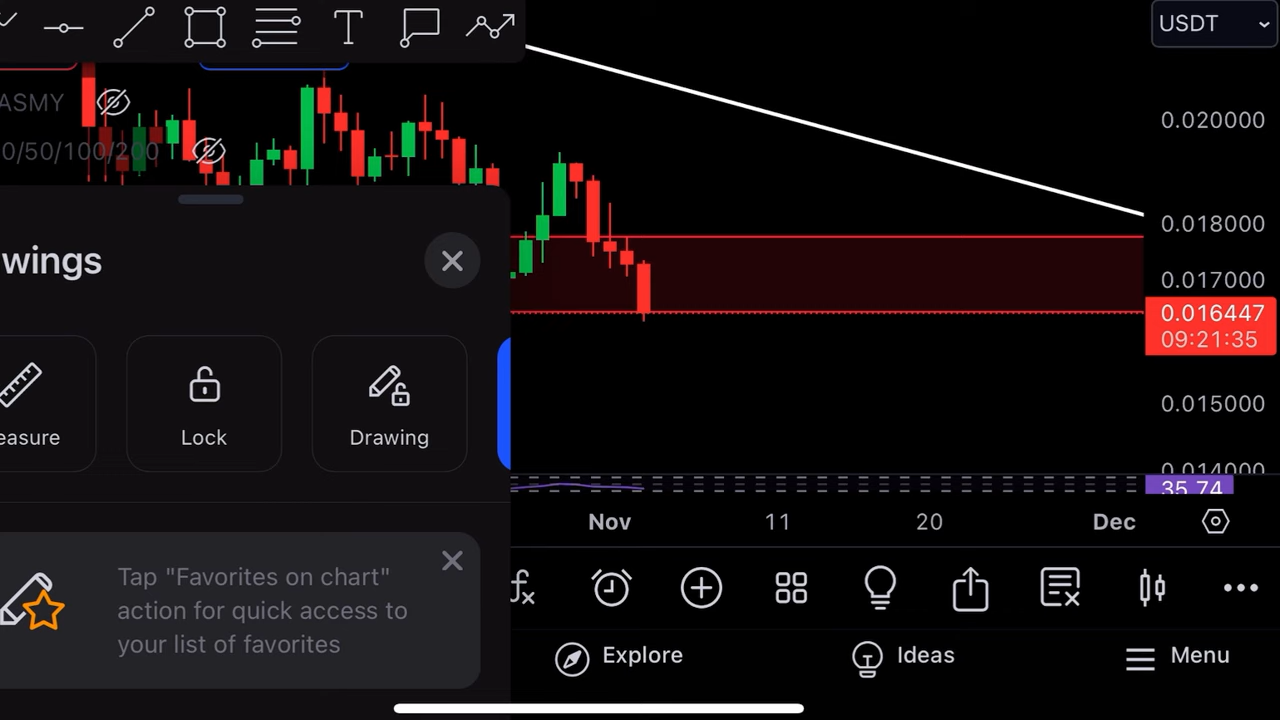 USDT
ASMY
0/50/100/200
0.020000
0.018000
0.017000
0.016447
09:21:35
0.015000
0.014000
35.74
wings
easure
Lock
Drawing
Nov
11
20
Dec
Tap "Favorites on chart"
action for quick access to
your list of favorites
fx
Explore
Ideas
Menu